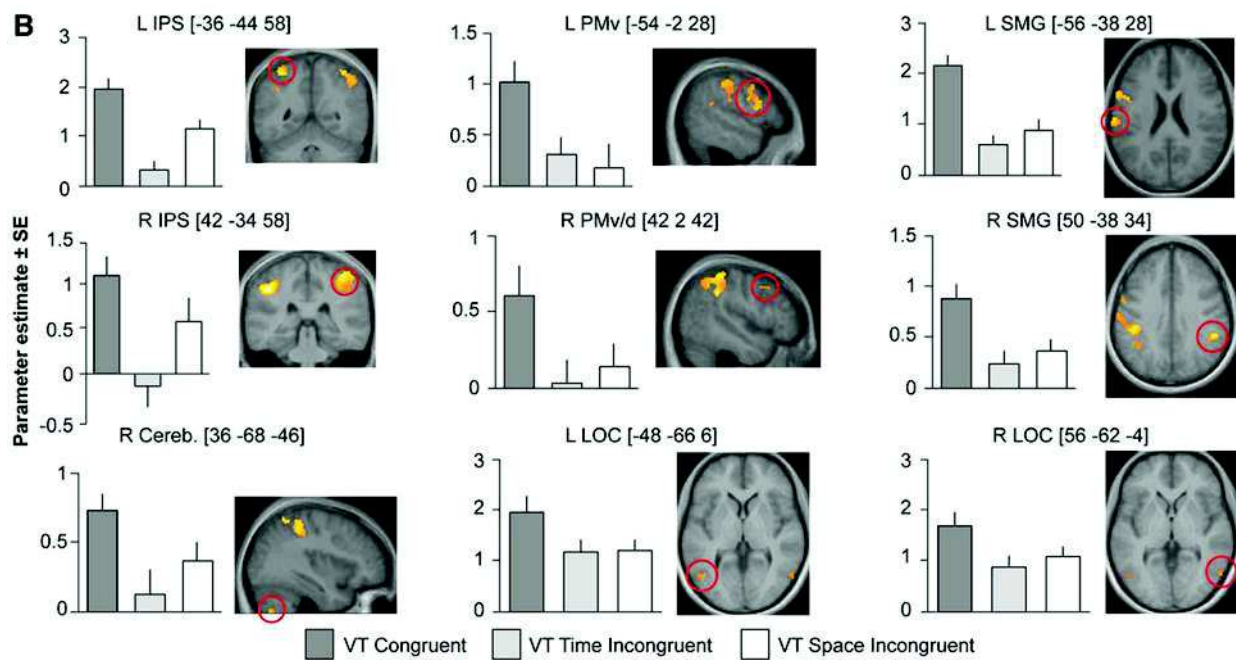 B
L IPS [-36 -44 58]
3
2
1
0
L PMv [-54 -2 28]
1.5
1
0.5
0
L SMG [-56 -38 28]
3
2
1
0
Parameter estimate ± SE
R IPS [42 -34 58]
1.5
1
0.5
0
-0.5
R PMv/d [42 2 42]
1
0.5
0
R SMG [50 -38 34]
1.5
1
0.5
0
R Cereb. [36 -68 -46]
1
0.5
0
L LOC [-48 -66 6]
3
2
1
0
R LOC [56 -62 -4]
3
2
1
0
VT Congruent VT Time Incongruent VT Space Incongruent